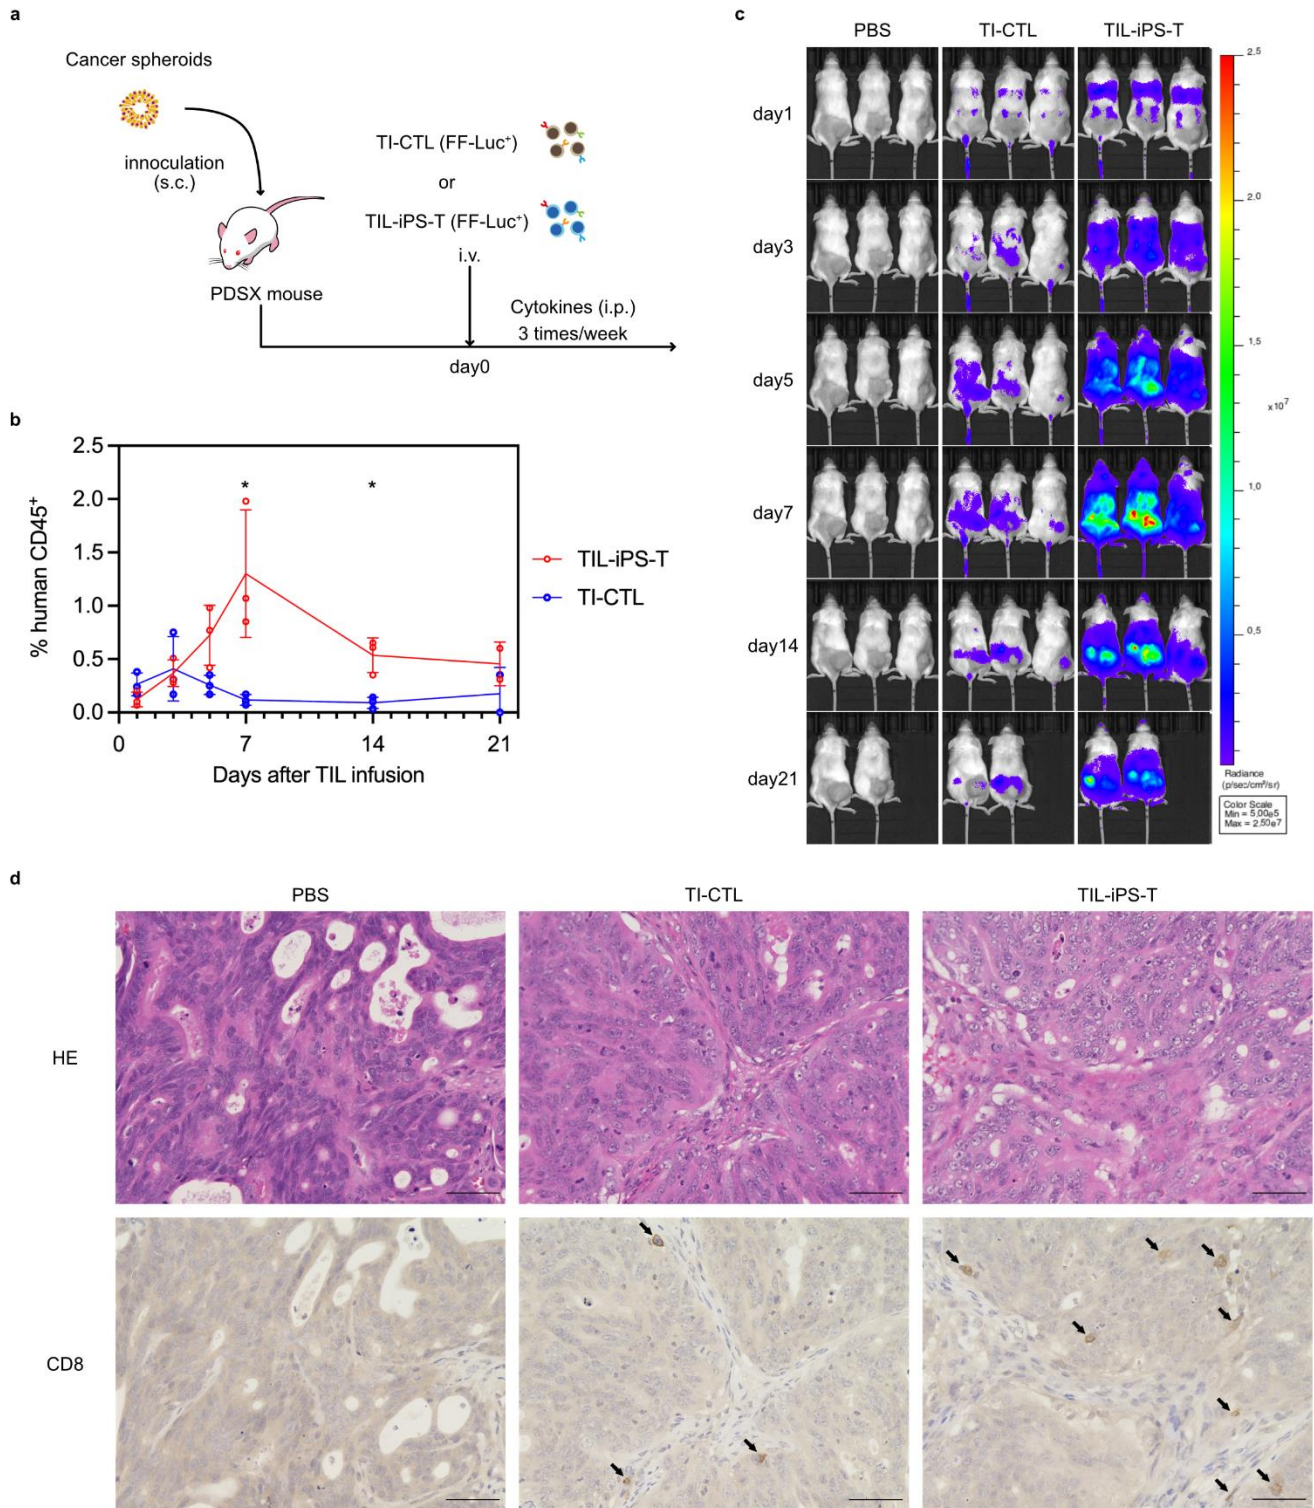 a
Cancer spheroids
innoculation
(s.c.)
PDSX mouse
TI-CTL (FF-Luc⁺)
or
TIL-iPS-T (FF-Luc⁺)
i.v.
Cytokines (i.p.)
3 times/week
day0
b
% human CD45⁺
2.5
2.0
1.5
1.0
0.5
0.0
0
7
14
21
*
*
Days after TIL infusion
TIL-iPS-T
TI-CTL
c
PBS
TI-CTL
TIL-iPS-T
day1
day3
day5
day7
day14
day21
2.5
2.0
1,5
x10⁷
1,0
0,5
Radiance
(p/sec/cm²/sr)
Color Scale
Min = 5,00e5
Max = 2,50e7
d
PBS
TI-CTL
TIL-iPS-T
HE
CD8